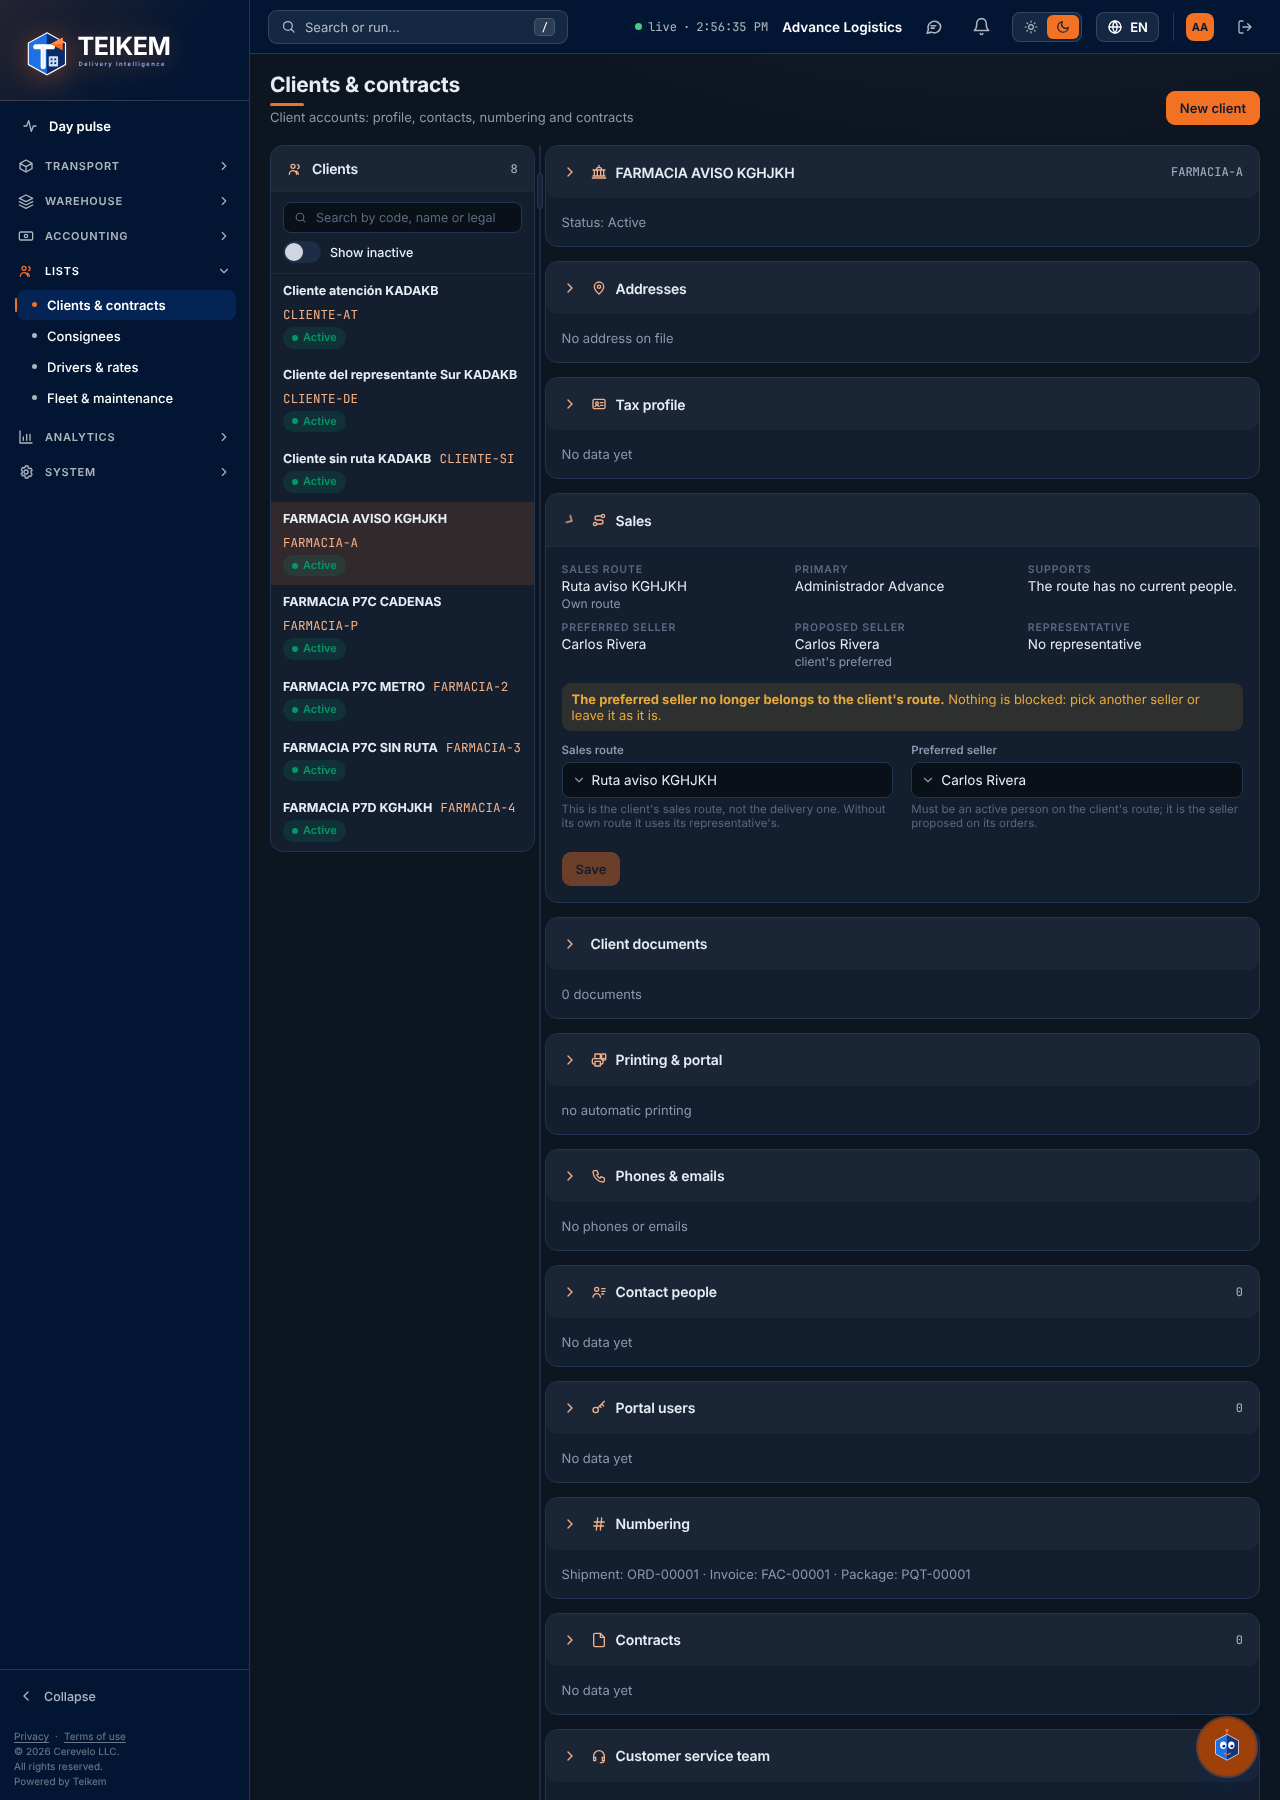 TEIKEM
Delivery Intelligence
Search or run...
/
live · 2:56:35 PM
Advance Logistics
EN
AA
Day pulse
TRANSPORT
WAREHOUSE
ACCOUNTING
LISTS
Clients & contracts
Consignees
Drivers & rates
Fleet & maintenance
ANALYTICS
SYSTEM
Collapse
Privacy · Terms of use
© 2026 Cerevelo LLC.
All rights reserved.
Powered by Teikem
Clients & contracts
Client accounts: profile, contacts, numbering and contracts
New client
Clients
8
Search by code, name or legal
Show inactive
Cliente atención KADAKB
CLIENTE-AT
Active
Cliente del representante Sur KADAKB
CLIENTE-DE
Active
Cliente sin ruta KADAKB CLIENTE-SI
Active
FARMACIA AVISO KGHJKH
FARMACIA-A
Active
FARMACIA P7C CADENAS
FARMACIA-P
Active
FARMACIA P7C METRO FARMACIA-2
Active
FARMACIA P7C SIN RUTA FARMACIA-3
Active
FARMACIA P7D KGHJKH FARMACIA-4
Active
FARMACIA AVISO KGHJKH
FARMACIA-A
Status: Active
Addresses
No address on file
Tax profile
No data yet
Sales
SALES ROUTE
Ruta aviso KGHJKH
Own route
PRIMARY
Administrador Advance
SUPPORTS
The route has no current people.
PREFERRED SELLER
Carlos Rivera
PROPOSED SELLER
Carlos Rivera
client's preferred
REPRESENTATIVE
No representative
The preferred seller no longer belongs to the client's route. Nothing is blocked: pick another seller or
leave it as it is.
Sales route
Ruta aviso KGHJKH
This is the client's sales route, not the delivery one. Without
its own route it uses its representative's.
Preferred seller
Carlos Rivera
Must be an active person on the client's route; it is the seller
proposed on its orders.
Save
Client documents
0 documents
Printing & portal
no automatic printing
Phones & emails
No phones or emails
Contact people
0
No data yet
Portal users
0
No data yet
Numbering
Shipment: ORD-00001 · Invoice: FAC-00001 · Package: PQT-00001
Contracts
0
No data yet
Customer service team